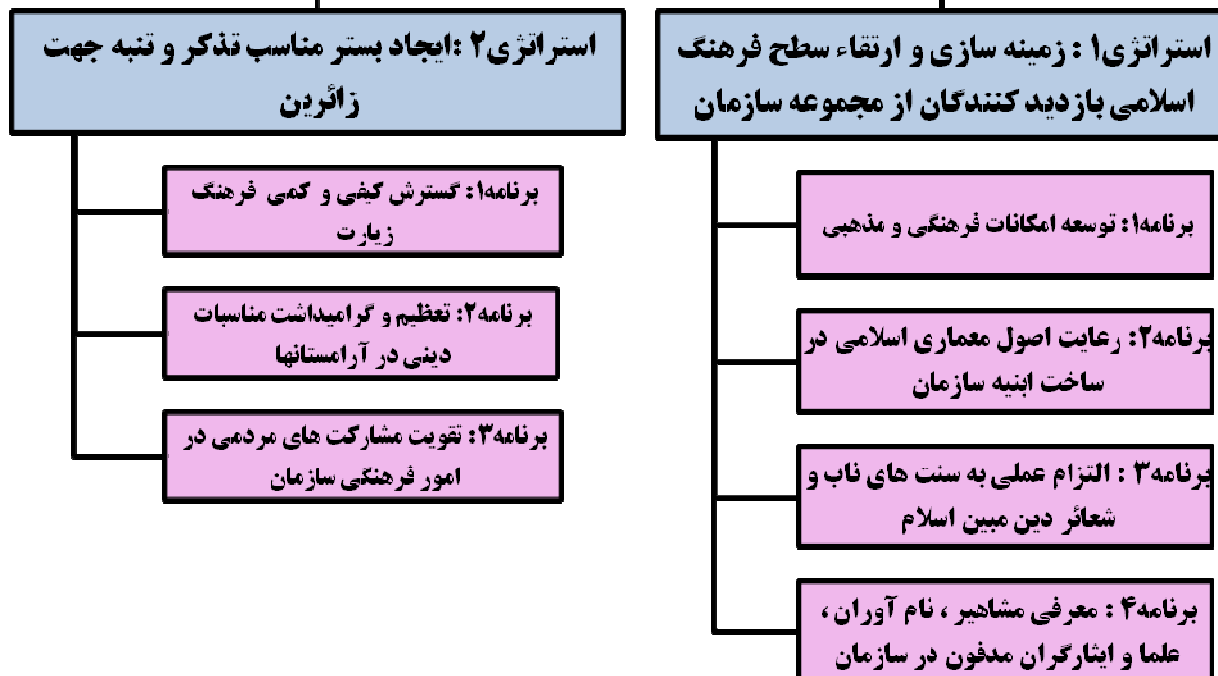 استراتژی۱ : زمینه سازی و ارتقاء سطح فرهنگ
اسلامی بازدید کنندگان از مجموعه سازمان
برنامه۱: توسعه امکانات فرهنگی و مذهبی
برنامه۲: رعایت اصول معماری اسلامی در
ساخت ابنیه سازمان
برنامه۳ : التزام عملی به سنت های ناب و
شعائر دین مبین اسلام
برنامه۴ : معرفی مشاهیر ، نام آوران ،
علما و ایثارگران مدفون در سازمان
استراتژی۲ :ایجاد بستر مناسب تذکر و تنبه جهت
زائرین
برنامه۱: گسترش کیفی و کمی فرهنگ
زیارت
برنامه۲: تعظیم و گرامیداشت مناسبات
دینی در آرامستانها
برنامه۳: تقویت مشارکت های مردمی در
امور فرهنگی سازمان